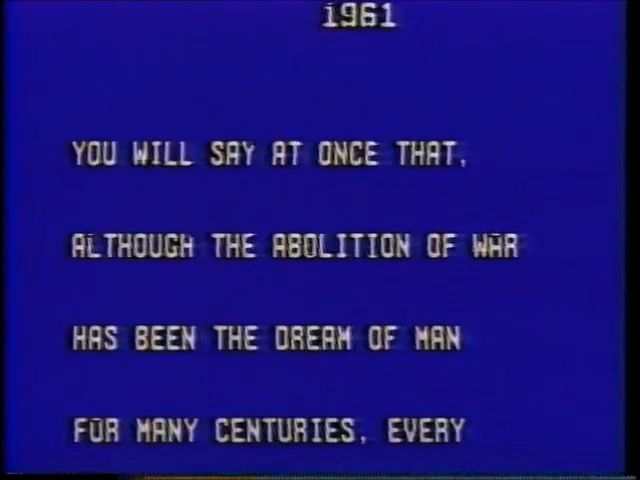 1961
YOU WILL SAY AT ONCE THAT,
ALTHOUGH THE ABOLITION OF WAR
HAS BEEN THE DREAM OF MAN
FOR MANY CENTURIES, EVERY